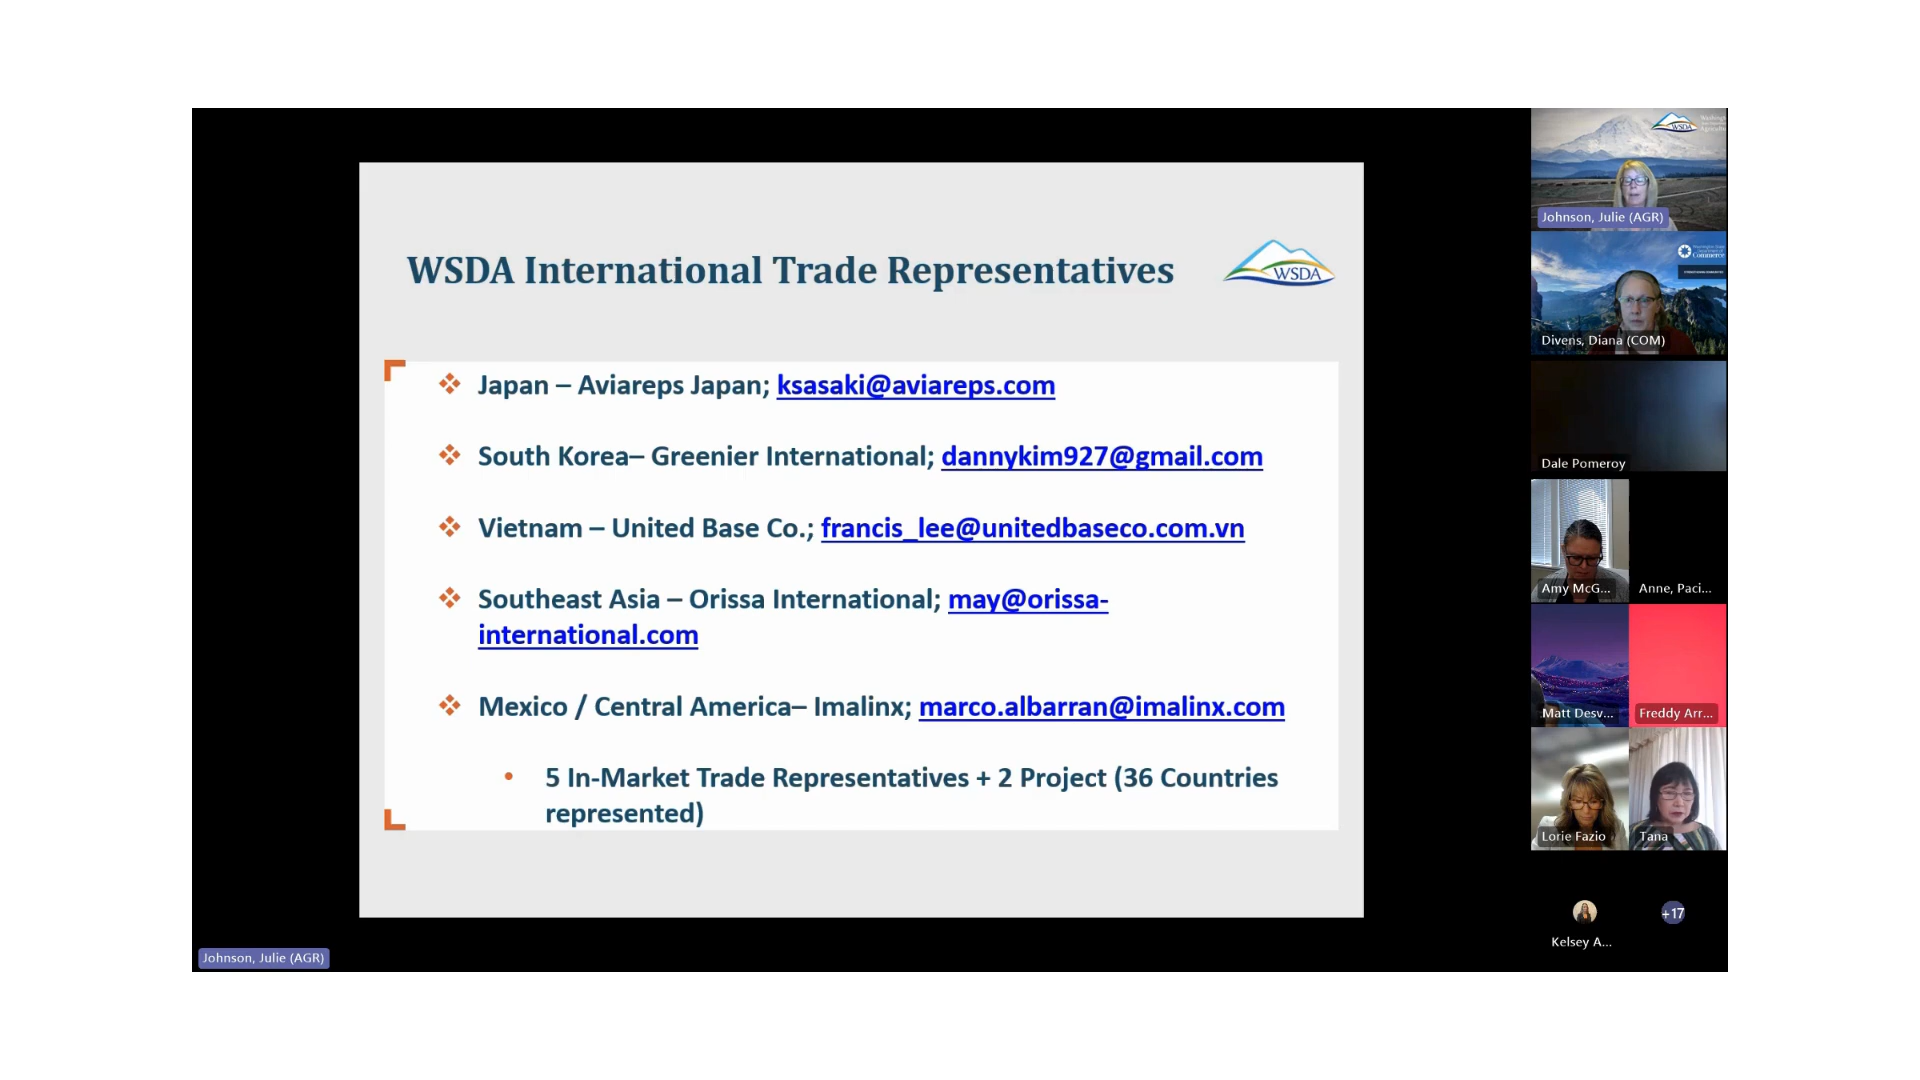 WSDA International Trade Representatives
WSDA
❖ Japan – Aviareps Japan; ksasaki@aviareps.com
❖ South Korea– Greenier International; dannykim927@gmail.com
❖ Vietnam – United Base Co.; francis_lee@unitedbaseco.com.vn
❖ Southeast Asia – Orissa International; may@orissa-
international.com
❖ Mexico / Central America– Imalinx; marco.albarran@imalinx.com
• 5 In-Market Trade Representatives + 2 Project (36 Countries
represented)
Johnson, Julie (AGR)
WSDA
Johnson, Julie (AGR)
Commerce
Divens, Diana (COM)
Dale Pomeroy
Amy McG...
Anne, Paci...
Matt Desv...
Freddy Arr...
Lorie Fazio
Tana
Kelsey A...
+17